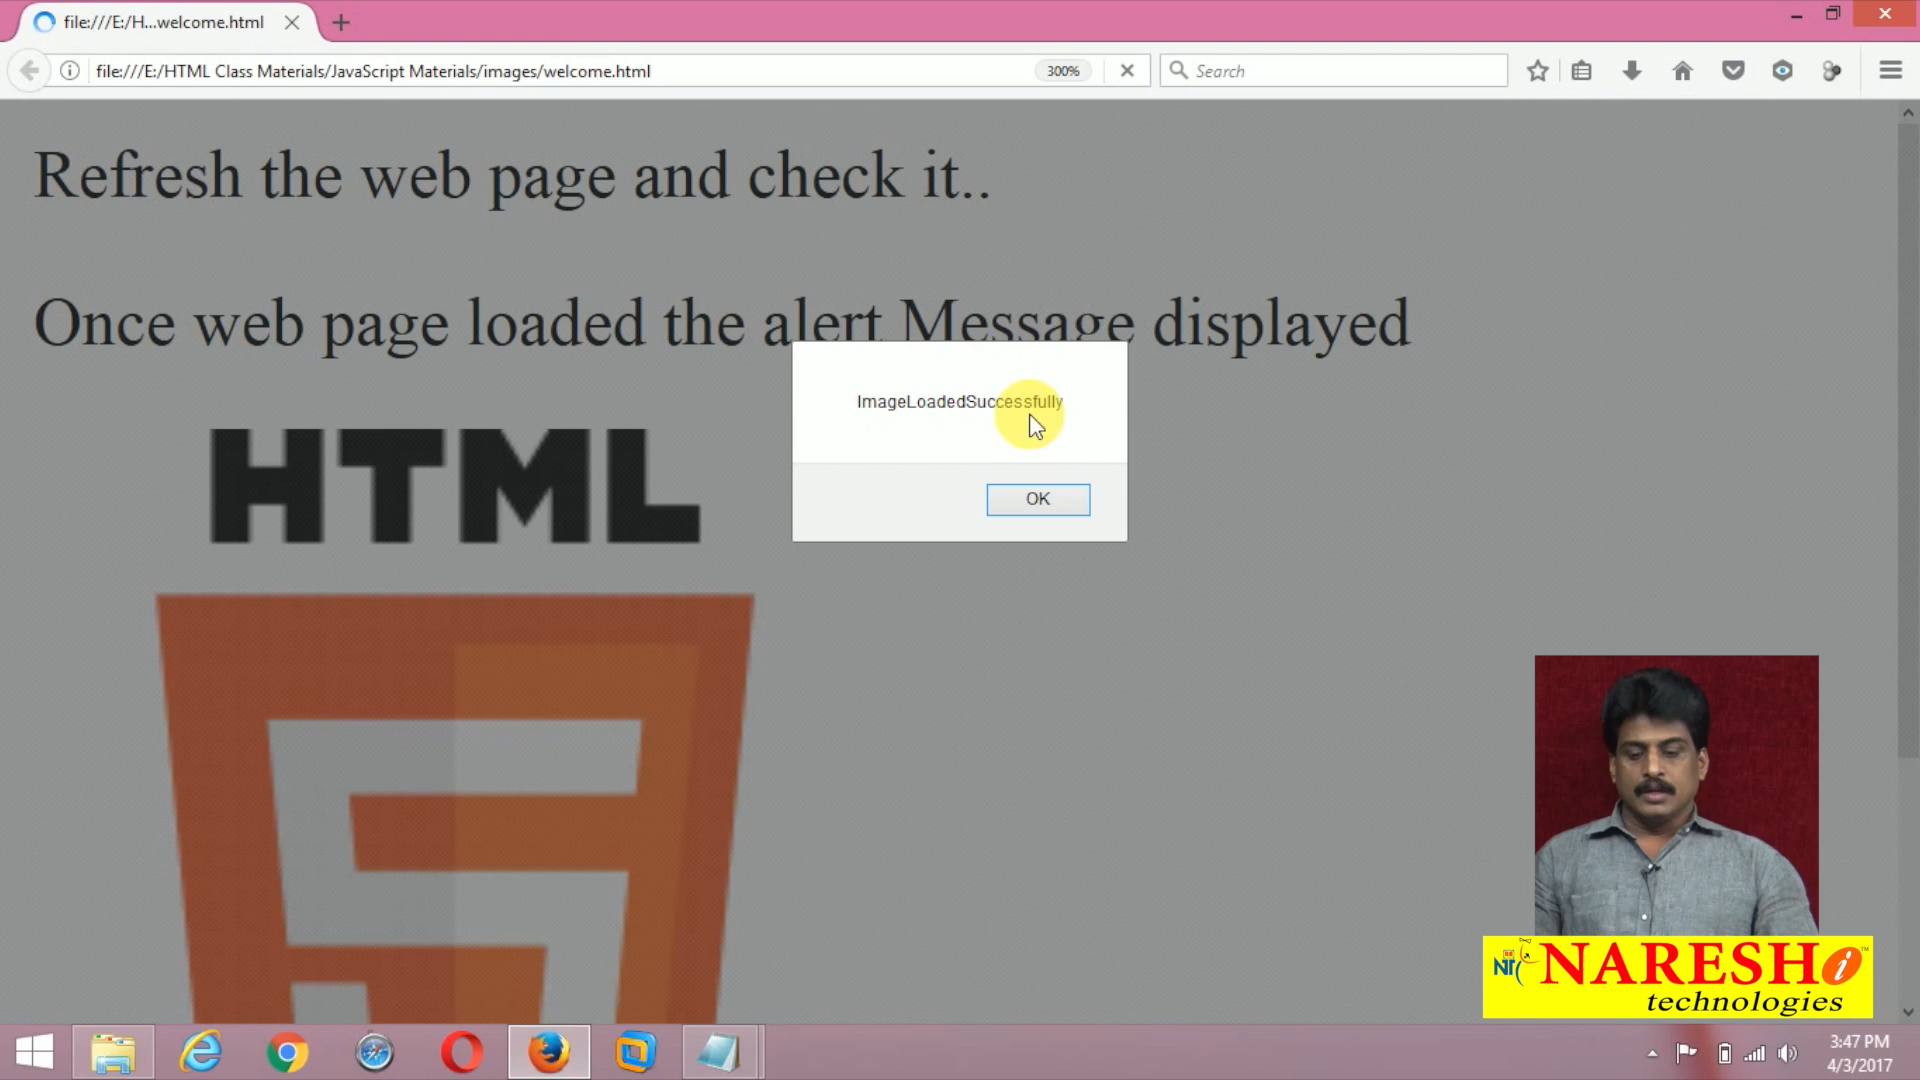 file:///E:/H...welcome.html
file:///E:/HTML Class Materials/JavaScript Materials/images/welcome.html
300%
Search
Refresh the web page and check it..
Once web page loaded the alert Message displayed
ImageLoadedSuccessfully
OK
HTML
NARESH i ™
technologies
3:47 PM
4/3/2017